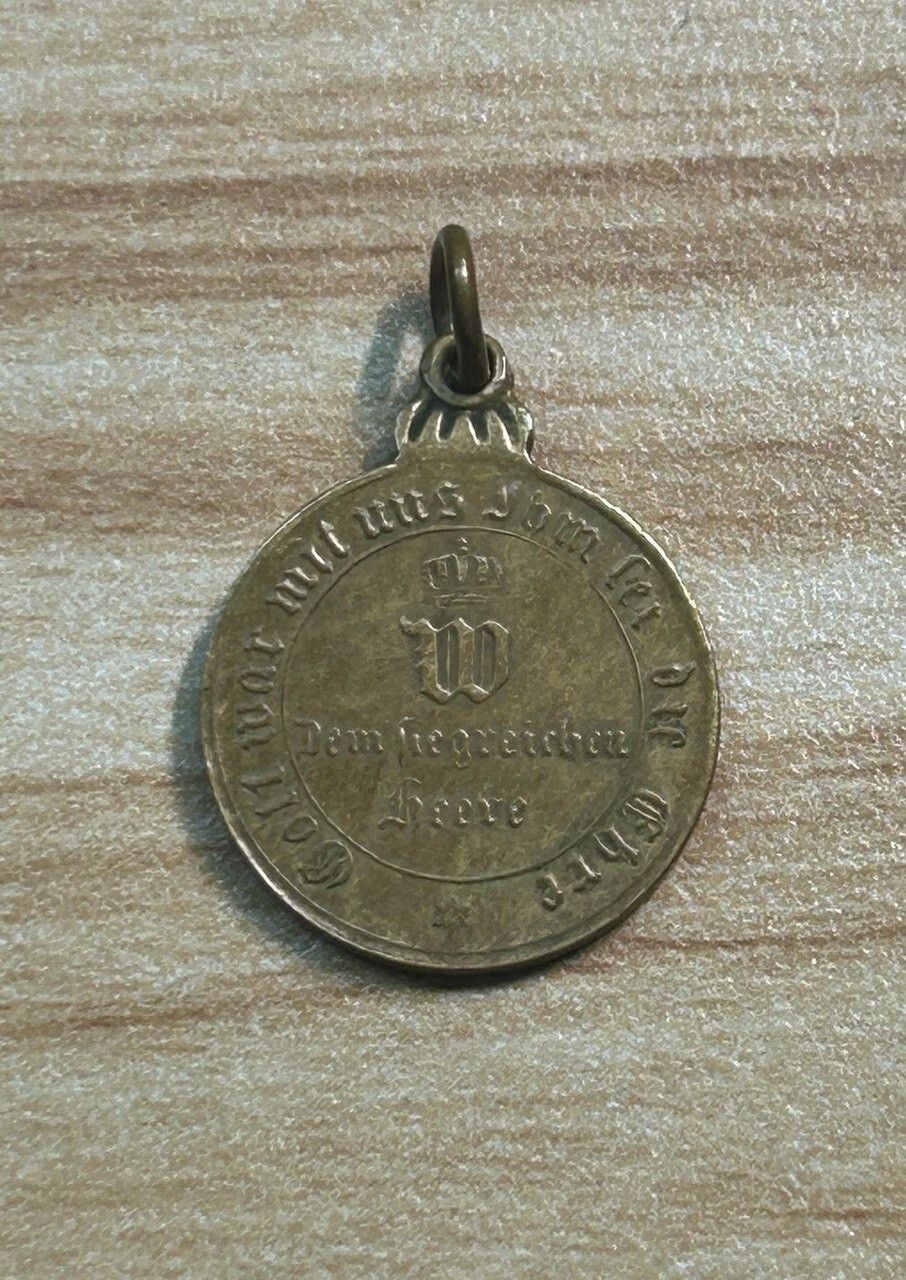 Gott war mit uns Ihm sei die Ehre
W
Dem siegreichen
Heere